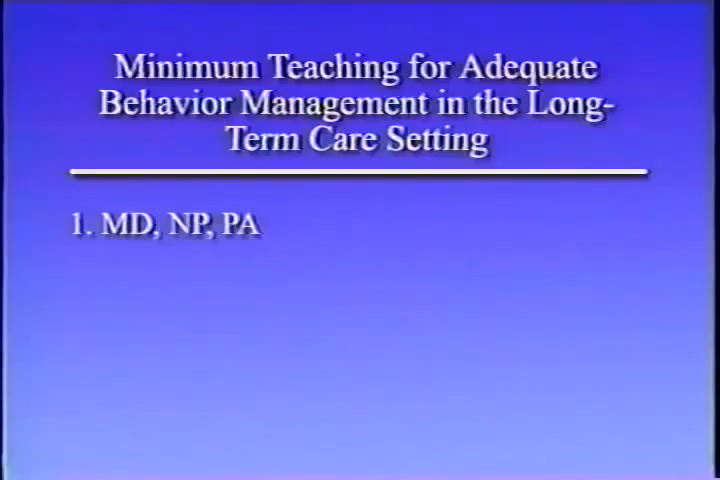 Minimum Teaching for Adequate
Behavior Management in the Long-
Term Care Setting
1. MD, NP, PA